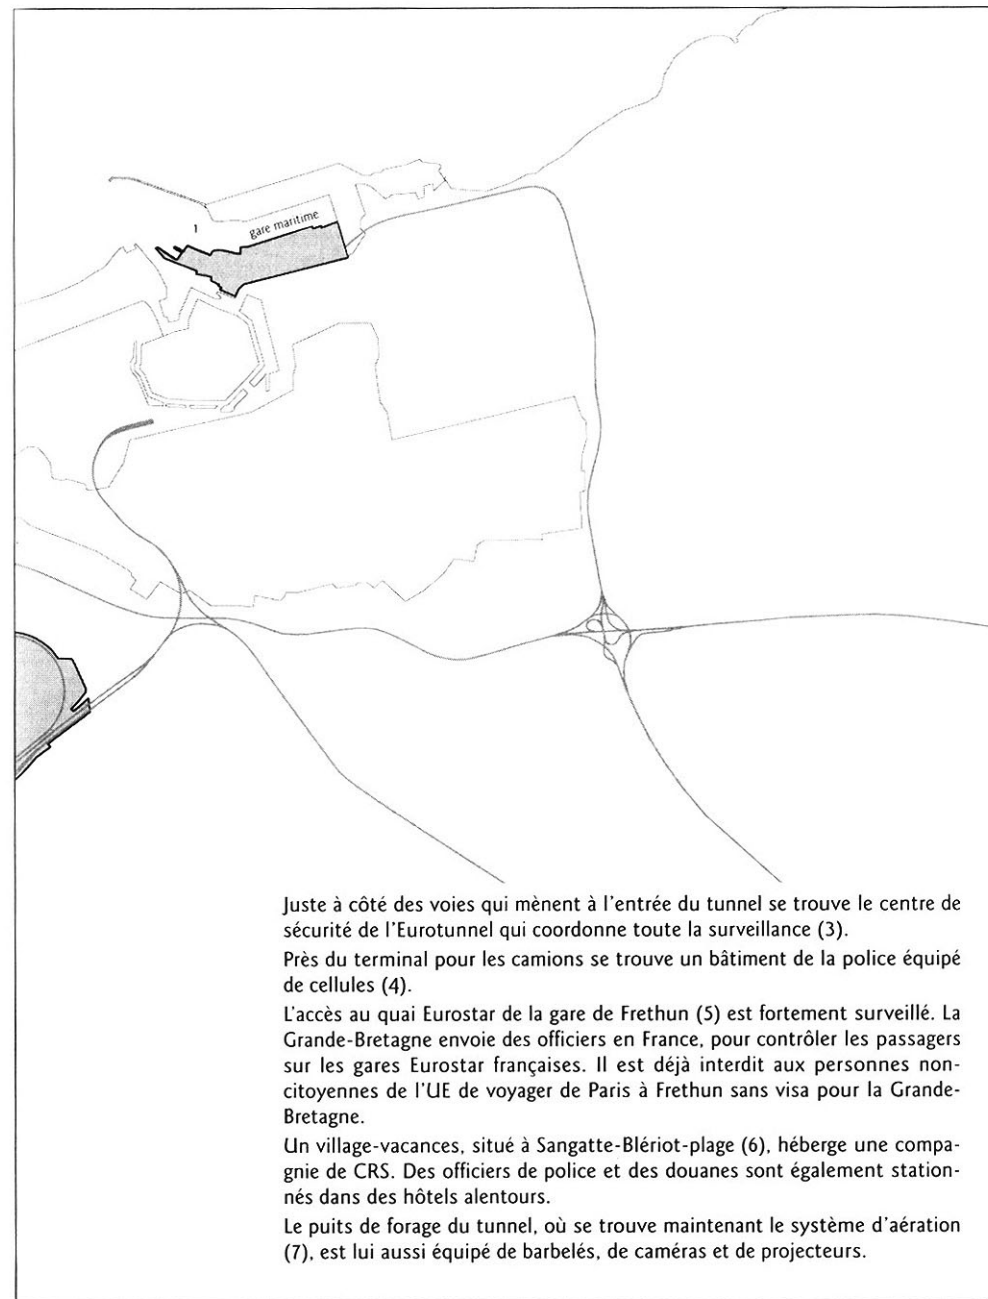 1
gare maritime
Juste à côté des voies qui mènent à l'entrée du tunnel se trouve le centre de
sécurité de l'Eurotunnel qui coordonne toute la surveillance (3).
Près du terminal pour les camions se trouve un bâtiment de la police équipé
de cellules (4).
L'accès au quai Eurostar de la gare de Frethun (5) est fortement surveillé. La
Grande-Bretagne envoie des officiers en France, pour contrôler les passagers
sur les gares Eurostar françaises. Il est déjà interdit aux personnes non-
citoyennes de l'UE de voyager de Paris à Frethun sans visa pour la Grande-
Bretagne.
Un village-vacances, situé à Sangatte-Blériot-plage (6), héberge une compa-
gnie de CRS. Des officiers de police et des douanes sont également station-
nés dans des hôtels alentours.
Le puits de forage du tunnel, où se trouve maintenant le système d'aération
(7), est lui aussi équipé de barbelés, de caméras et de projecteurs.